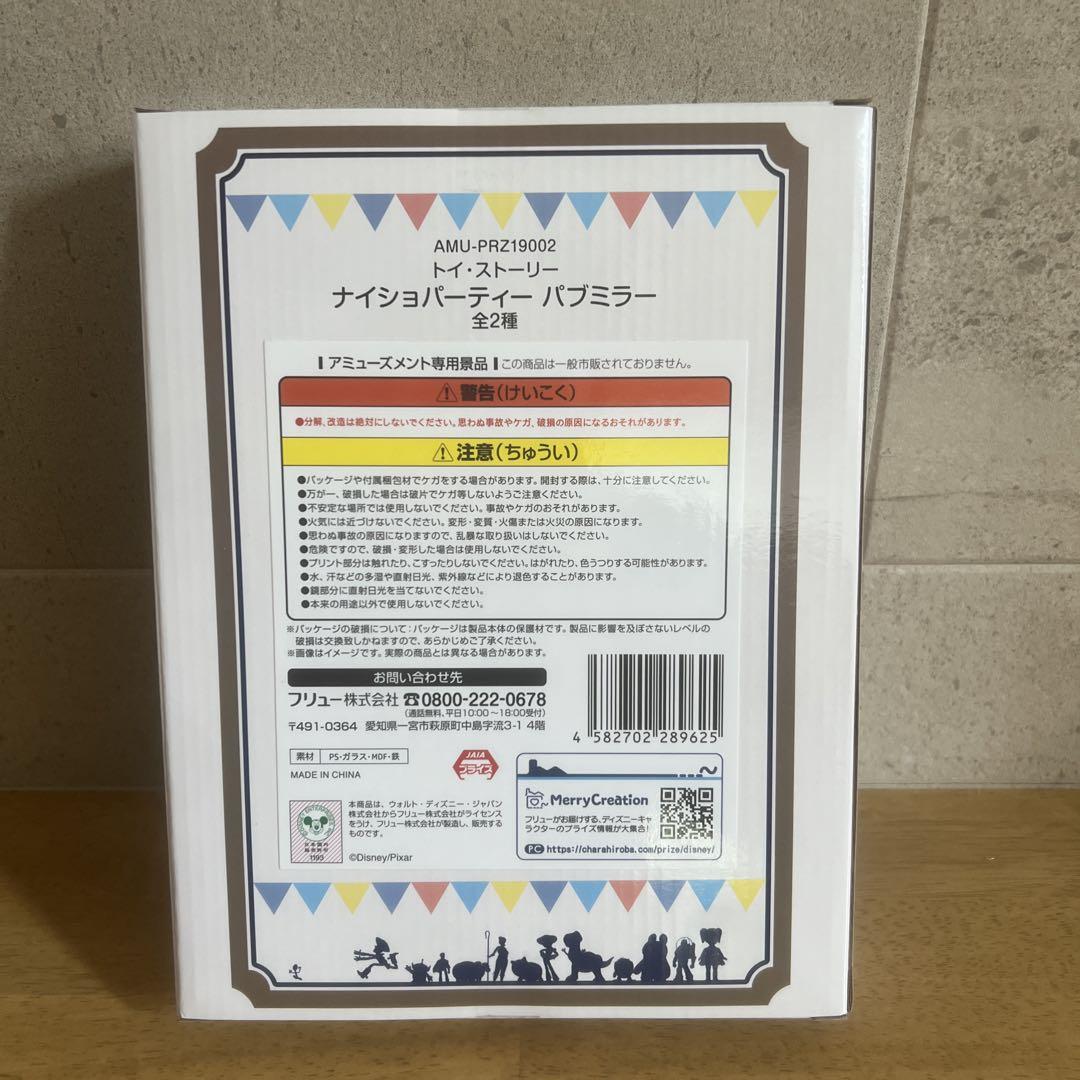 AMU-PRZ19002
トイ・ストーリー
ナイショパーティー パブミラー
全2種
アミューズメント専用景品 この商品は一般市販されておりません。
警告(けいこく)
●分解、改造は絶対にしないでください。思わぬ事故やケガ、破損の原因になるおそれがあります。
注意(ちゅうい)
●パッケージや付属梱包材でケガをする場合があります。開封する際は、十分に注意してください。
●万が一、破損した場合は破片でケガ等しないようご注意ください。
●不安定な場所では使用しないでください。事故やケガのおそれがあります。
●火気には近づけないでください。変形・変質・火傷または火災の原因になります。
●思わぬ事故の原因になりますので、乱暴な取り扱いはしないでください。
●危険ですので、破損・変形した場合は使用しないでください。
●プリント部分は触れたり、こすったりしないでください。はがれたり、色うつりする可能性があります。
●水、汗などの多湿や直射日光、紫外線などにより退色することがあります。
●鏡部分に直射日光を当てないでください。
●本来の用途以外で使用しないでください。
※パッケージの破損について:パッケージは製品本体の保護材です。製品に影響を及ぼさないレベルの
破損は交換致しかねますので、あらかじめご了承ください。
※画像はイメージです。実際の商品とは異なる場合があります。
お問い合わせ先
フリュー株式会社 ☎0800-222-0678
(通話無料、平日10:00~18:00受付)
〒491-0364 愛知県一宮市萩原町中島字流3-1 4階
4 582702 289625
素材 PS・ガラス・MDF・鉄
MADE IN CHINA
JAIA
プライズ
MerryCreation
フリューがお届けする、ディズニーキャ
ラクターのプライズ情報が大集合!
PC https://charahiroba.com/prize/disney/
本商品は、ウォルト・ディズニー・ジャパン
株式会社からフリュー株式会社がライセンス
をうけ、フリュー株式会社が製造し、販売する
ものです。
1193
©Disney/Pixar